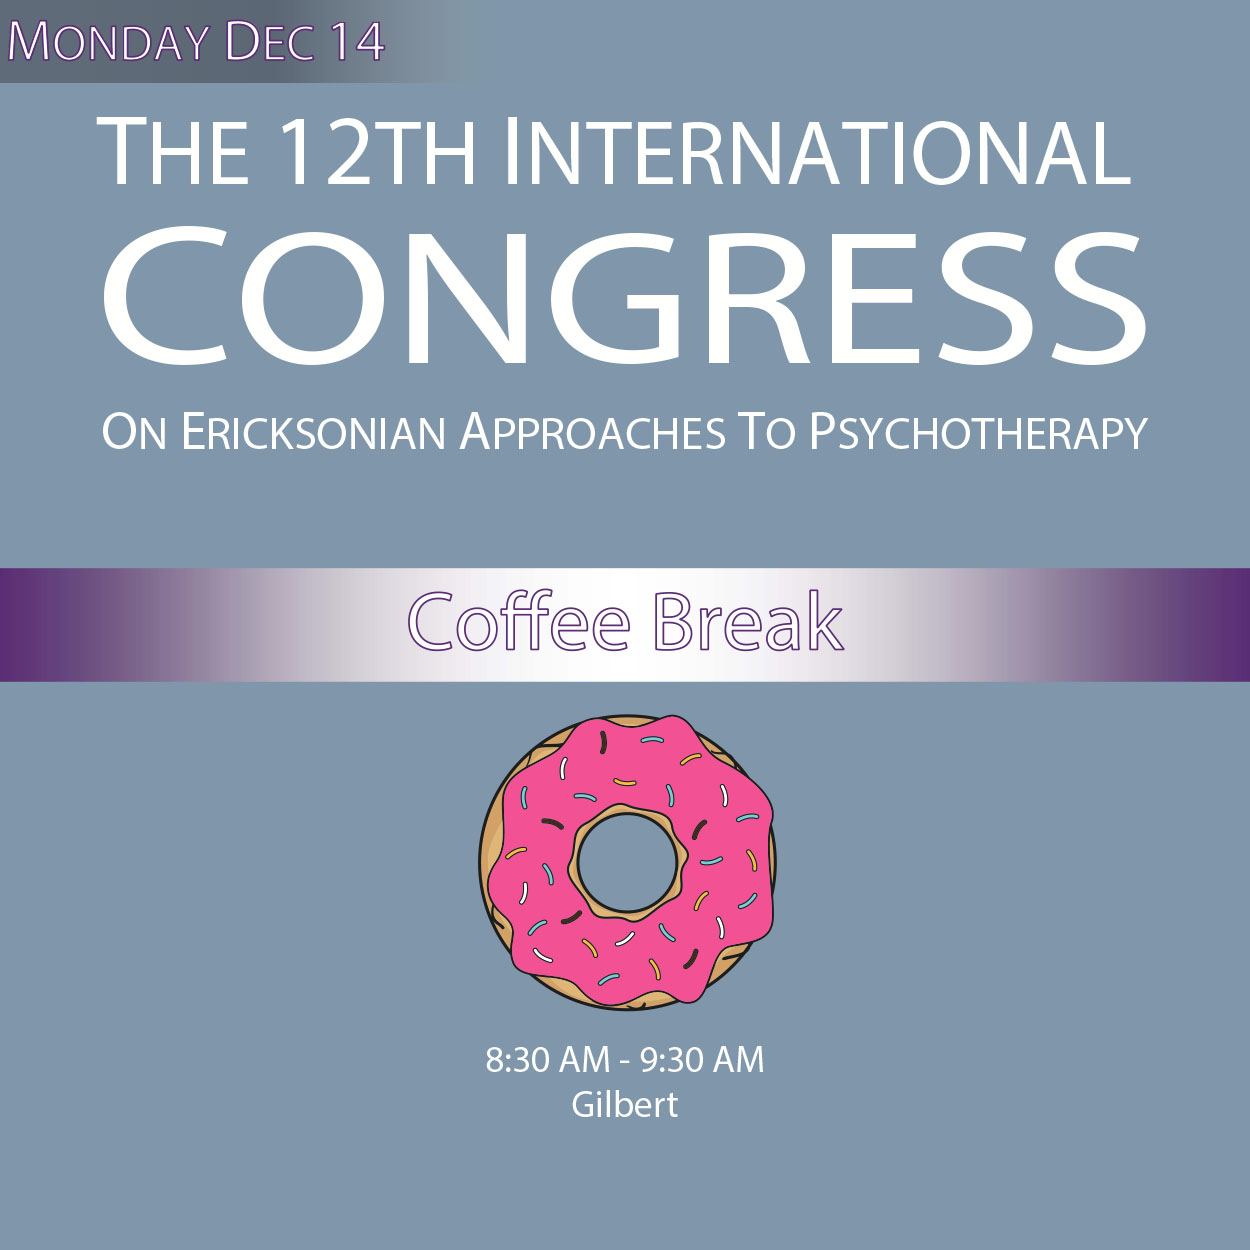 Monday Dec 14
The 12th International
Congress
On Ericksonian Approaches To Psychotherapy
Coffee Break
8:30 AM - 9:30 AM
Gilbert